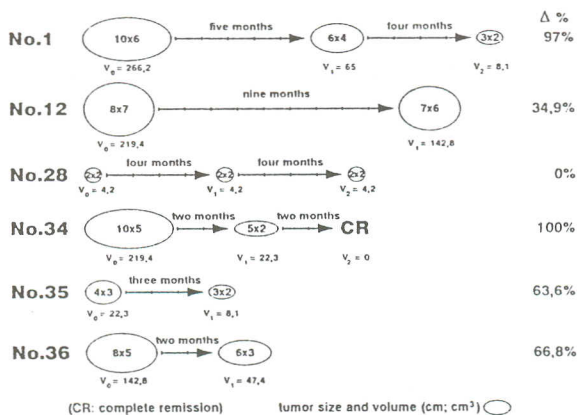 Δ %
five months four months
No.1 10x6 6x4 3x2 97%
V₀ = 266,2 V₁ = 65 V₂ = 8,1
nine months
No.12 8x7 7x6 34,9%
V₀ = 219,4 V₁ = 142,8
four months four months
No.28 2x2 2x2 2x2 0%
V₀ = 4,2 V₁ = 4,2 V₂ = 4,2
two months two months
No.34 10x5 5x2 CR 100%
V₀ = 219,4 V₁ = 22,3 V₂ = 0
three months
No.35 4x3 3x2 63,6%
V₀ = 22,3 V₁ = 8,1
two months
No.36 8x5 6x3 66,8%
V₀ = 142,8 V₁ = 47,4
(CR: complete remission) tumor size and volume (cm; cm³)